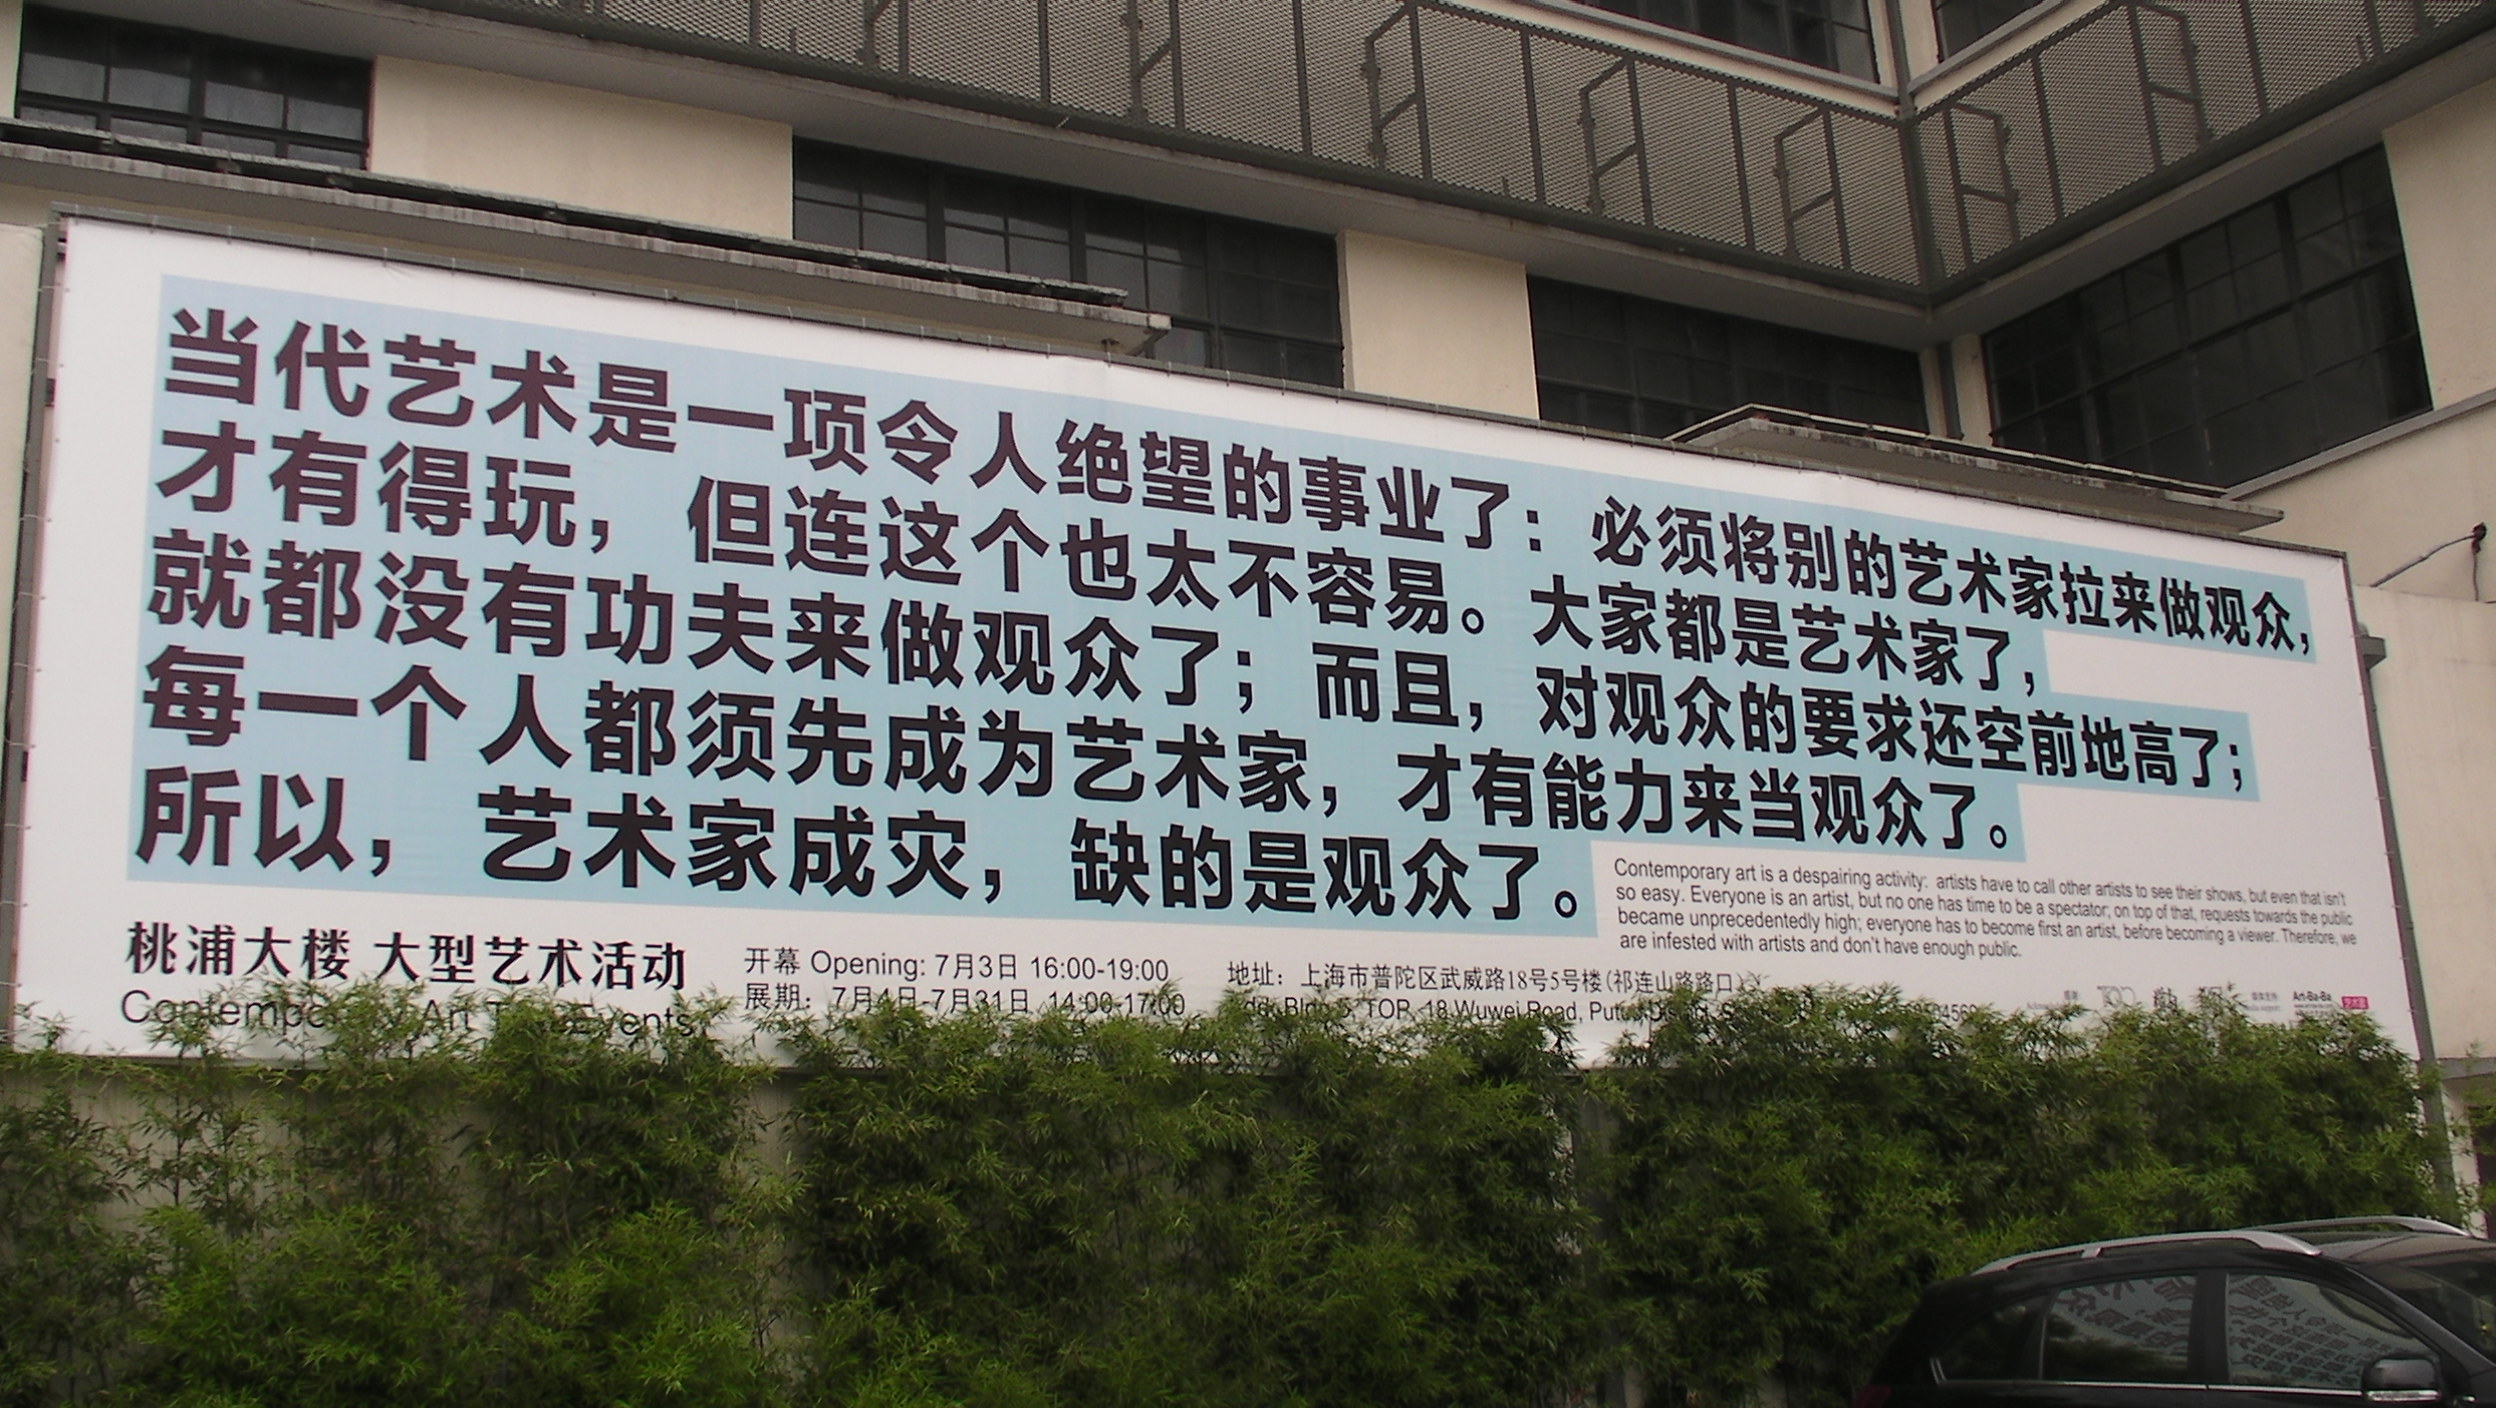 当代艺术是一项令人绝望的事业了：必须将别的艺术家拉来做观众，
才有得玩，但连这个也太不容易。大家都是艺术家了，
就都没有功夫来做观众了；而且，对观众的要求还空前地高了；
每一个人都须先成为艺术家，才有能力来当观众了。
所以，艺术家成灾，缺的是观众了。
Contemporary art is a despairing activity: artists have to call other artists to see their shows, but even that isn't
so easy. Everyone is an artist, but no one has time to be a spectator; on top of that, requests towards the public
became unprecedentedly high; everyone has to become first an artist, before becoming a viewer. Therefore, we
are infested with artists and don't have enough public.
桃浦大楼 大型艺术活动
开幕 Opening: 7月3日 16:00-19:00
展期：7月4日-7月31日 14:00-17:00
地址：上海市普陀区武威路18号5号楼(祁连山路路口)
Bldg 5, TOP, 18 Wuwei Road,
Art-Ba-Ba